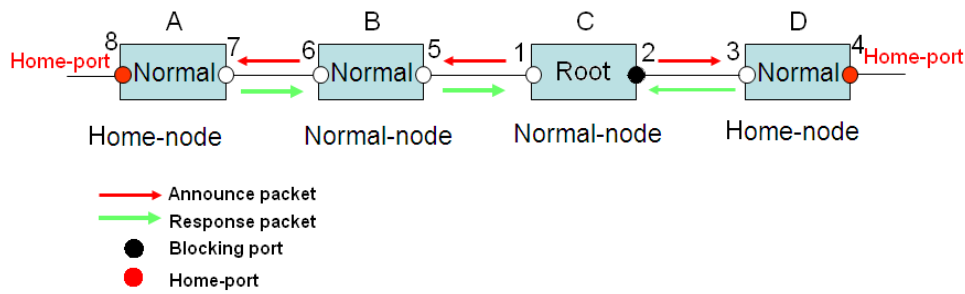 A B C D
8 7 6 5 1 2 3 4
Home-port Normal Normal Root Normal Home-port
Home-node Normal-node Normal-node Home-node
Announce packet
Response packet
Blocking port
Home-port